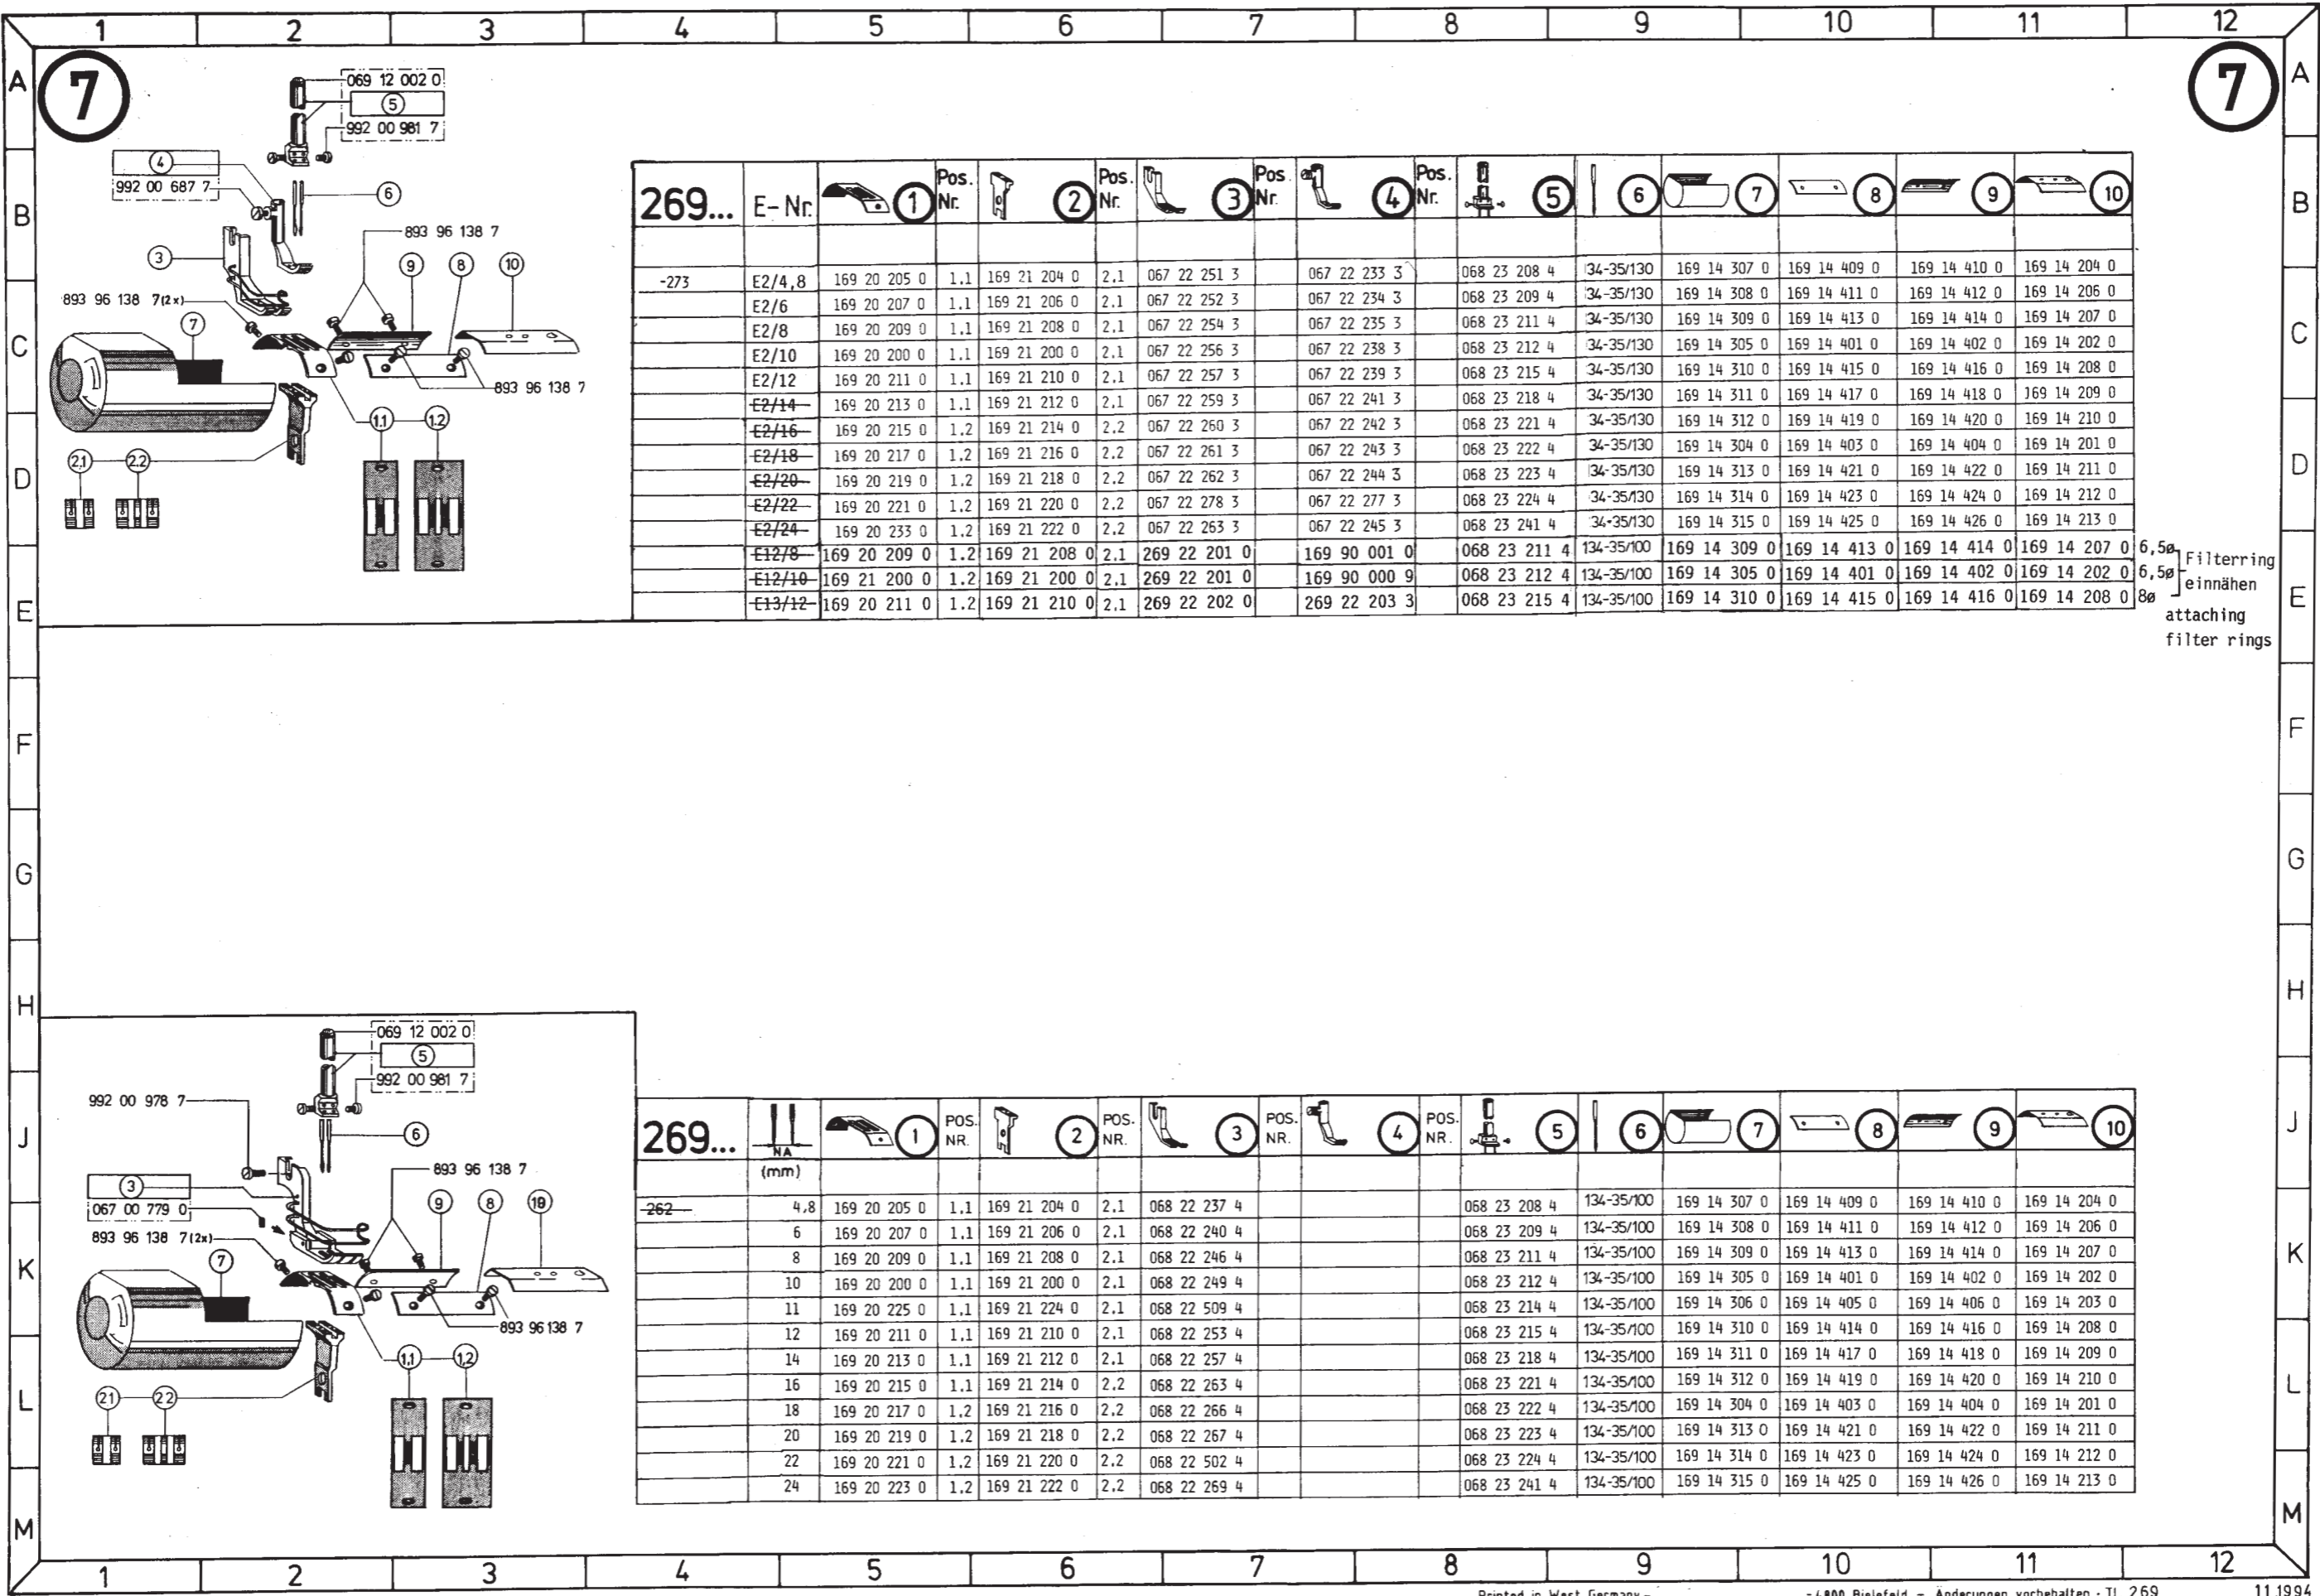 1 2 3 4 5 6 7 8 9 10 11 12
A A
7 7
069 12 002 0
5
992 00 981 7
4
992 00 687 7
6
B B
893 96 138 7
3
9 8 10
893 96 138 7(2x)
7
C C
893 96 138 7
1.1 1.2
2.1 2.2
D D
269... E-Nr. 1 Pos. Nr. 2 Pos. Nr. 3 Pos. Nr. 4 Pos. Nr. 5 6 7 8 9 10
-273 E2/4,8 169 20 205 0 1.1 169 21 204 0 2.1 067 22 251 3 067 22 233 3 068 23 208 4 34-35/130 169 14 307 0 169 14 409 0 169 14 410 0 169 14 204 0
E2/6 169 20 207 0 1.1 169 21 206 0 2.1 067 22 252 3 067 22 234 3 068 23 209 4 34-35/130 169 14 308 0 169 14 411 0 169 14 412 0 169 14 206 0
E2/8 169 20 209 0 1.1 169 21 208 0 2.1 067 22 254 3 067 22 235 3 068 23 211 4 34-35/130 169 14 309 0 169 14 413 0 169 14 414 0 169 14 207 0
E2/10 169 20 200 0 1.1 169 21 200 0 2.1 067 22 256 3 067 22 238 3 068 23 212 4 34-35/130 169 14 305 0 169 14 401 0 169 14 402 0 169 14 202 0
E2/12 169 20 211 0 1.1 169 21 210 0 2.1 067 22 257 3 067 22 239 3 068 23 215 4 34-35/130 169 14 310 0 169 14 415 0 169 14 416 0 169 14 208 0
E2/14 169 20 213 0 1.1 169 21 212 0 2.1 067 22 259 3 067 22 241 3 068 23 218 4 34-35/130 169 14 311 0 169 14 417 0 169 14 418 0 169 14 209 0
E2/16 169 20 215 0 1.2 169 21 214 0 2.2 067 22 260 3 067 22 242 3 068 23 221 4 34-35/130 169 14 312 0 169 14 419 0 169 14 420 0 169 14 210 0
E2/18 169 20 217 0 1.2 169 21 216 0 2.2 067 22 261 3 067 22 243 3 068 23 222 4 34-35/130 169 14 304 0 169 14 403 0 169 14 404 0 169 14 201 0
E2/20 169 20 219 0 1.2 169 21 218 0 2.2 067 22 262 3 067 22 244 3 068 23 223 4 34-35/130 169 14 313 0 169 14 421 0 169 14 422 0 169 14 211 0
E2/22 169 20 221 0 1.2 169 21 220 0 2.2 067 22 278 3 067 22 277 3 068 23 224 4 34-35/130 169 14 314 0 169 14 423 0 169 14 424 0 169 14 212 0
E2/24 169 20 233 0 1.2 169 21 222 0 2.2 067 22 263 3 067 22 245 3 068 23 241 4 34-35/130 169 14 315 0 169 14 425 0 169 14 426 0 169 14 213 0
E12/8 169 20 209 0 1.2 169 21 208 0 2.1 269 22 201 0 169 90 001 0 068 23 211 4 134-35/100 169 14 309 0 169 14 413 0 169 14 414 0 169 14 207 0 6,5ø
E12/10 169 21 200 0 1.2 169 21 200 0 2.1 269 22 201 0 169 90 000 9 068 23 212 4 134-35/100 169 14 305 0 169 14 401 0 169 14 402 0 169 14 202 0 6,5ø
E13/12 169 20 211 0 1.2 169 21 210 0 2.1 269 22 202 0 269 22 203 3 068 23 215 4 134-35/100 169 14 310 0 169 14 415 0 169 14 416 0 169 14 208 0 8ø
Filterring
einnähen
attaching
filter rings
E E
F F
G G
H H
069 12 002 0
5
992 00 981 7
992 00 978 7
6
J J
893 96 138 7
3
067 00 779 0
9 8 10
893 96 138 7(2x)
7
K K
893 96 138 7
1.1 1.2
2.1 2.2
L L
269... NA (mm) 1 POS. NR. 2 POS. NR. 3 POS. NR. 4 POS. NR. 5 6 7 8 9 10
262 4.8 169 20 205 0 1.1 169 21 204 0 2.1 068 22 237 4 068 23 208 4 134-35/100 169 14 307 0 169 14 409 0 169 14 410 0 169 14 204 0
6 169 20 207 0 1.1 169 21 206 0 2.1 068 22 240 4 068 23 209 4 134-35/100 169 14 308 0 169 14 411 0 169 14 412 0 169 14 206 0
8 169 20 209 0 1.1 169 21 208 0 2.1 068 22 246 4 068 23 211 4 134-35/100 169 14 309 0 169 14 413 0 169 14 414 0 169 14 207 0
10 169 20 200 0 1.1 169 21 200 0 2.1 068 22 249 4 068 23 212 4 134-35/100 169 14 305 0 169 14 401 0 169 14 402 0 169 14 202 0
11 169 20 225 0 1.1 169 21 224 0 2.1 068 22 509 4 068 23 214 4 134-35/100 169 14 306 0 169 14 405 0 169 14 406 0 169 14 203 0
12 169 20 211 0 1.1 169 21 210 0 2.1 068 22 253 4 068 23 215 4 134-35/100 169 14 310 0 169 14 414 0 169 14 416 0 169 14 208 0
14 169 20 213 0 1.1 169 21 212 0 2.1 068 22 257 4 068 23 218 4 134-35/100 169 14 311 0 169 14 417 0 169 14 418 0 169 14 209 0
16 169 20 215 0 1.1 169 21 214 0 2.2 068 22 263 4 068 23 221 4 134-35/100 169 14 312 0 169 14 419 0 169 14 420 0 169 14 210 0
18 169 20 217 0 1.2 169 21 216 0 2.2 068 22 266 4 068 23 222 4 134-35/100 169 14 304 0 169 14 403 0 169 14 404 0 169 14 201 0
20 169 20 219 0 1.2 169 21 218 0 2.2 068 22 267 4 068 23 223 4 134-35/100 169 14 313 0 169 14 421 0 169 14 422 0 169 14 211 0
22 169 20 221 0 1.2 169 21 220 0 2.2 068 22 502 4 068 23 224 4 134-35/100 169 14 314 0 169 14 423 0 169 14 424 0 169 14 212 0
24 169 20 223 0 1.2 169 21 222 0 2.2 068 22 269 4 068 23 241 4 134-35/100 169 14 315 0 169 14 425 0 169 14 426 0 169 14 213 0
M M
1 2 3 4 5 6 7 8 9 10 11 12
Printed in West Germany - - 4800 Bielefeld - Änderungen vorbehalten - TL 269 11.1994